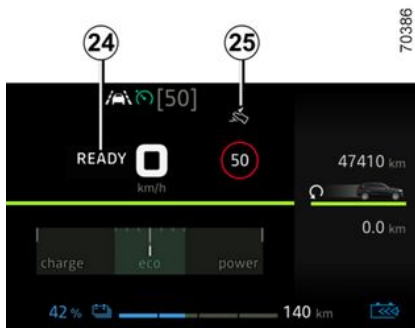 70386
24 25
[50]
READY 0 50
km/h
47410 km
0.0 km
charge eco power
42 % 140 km